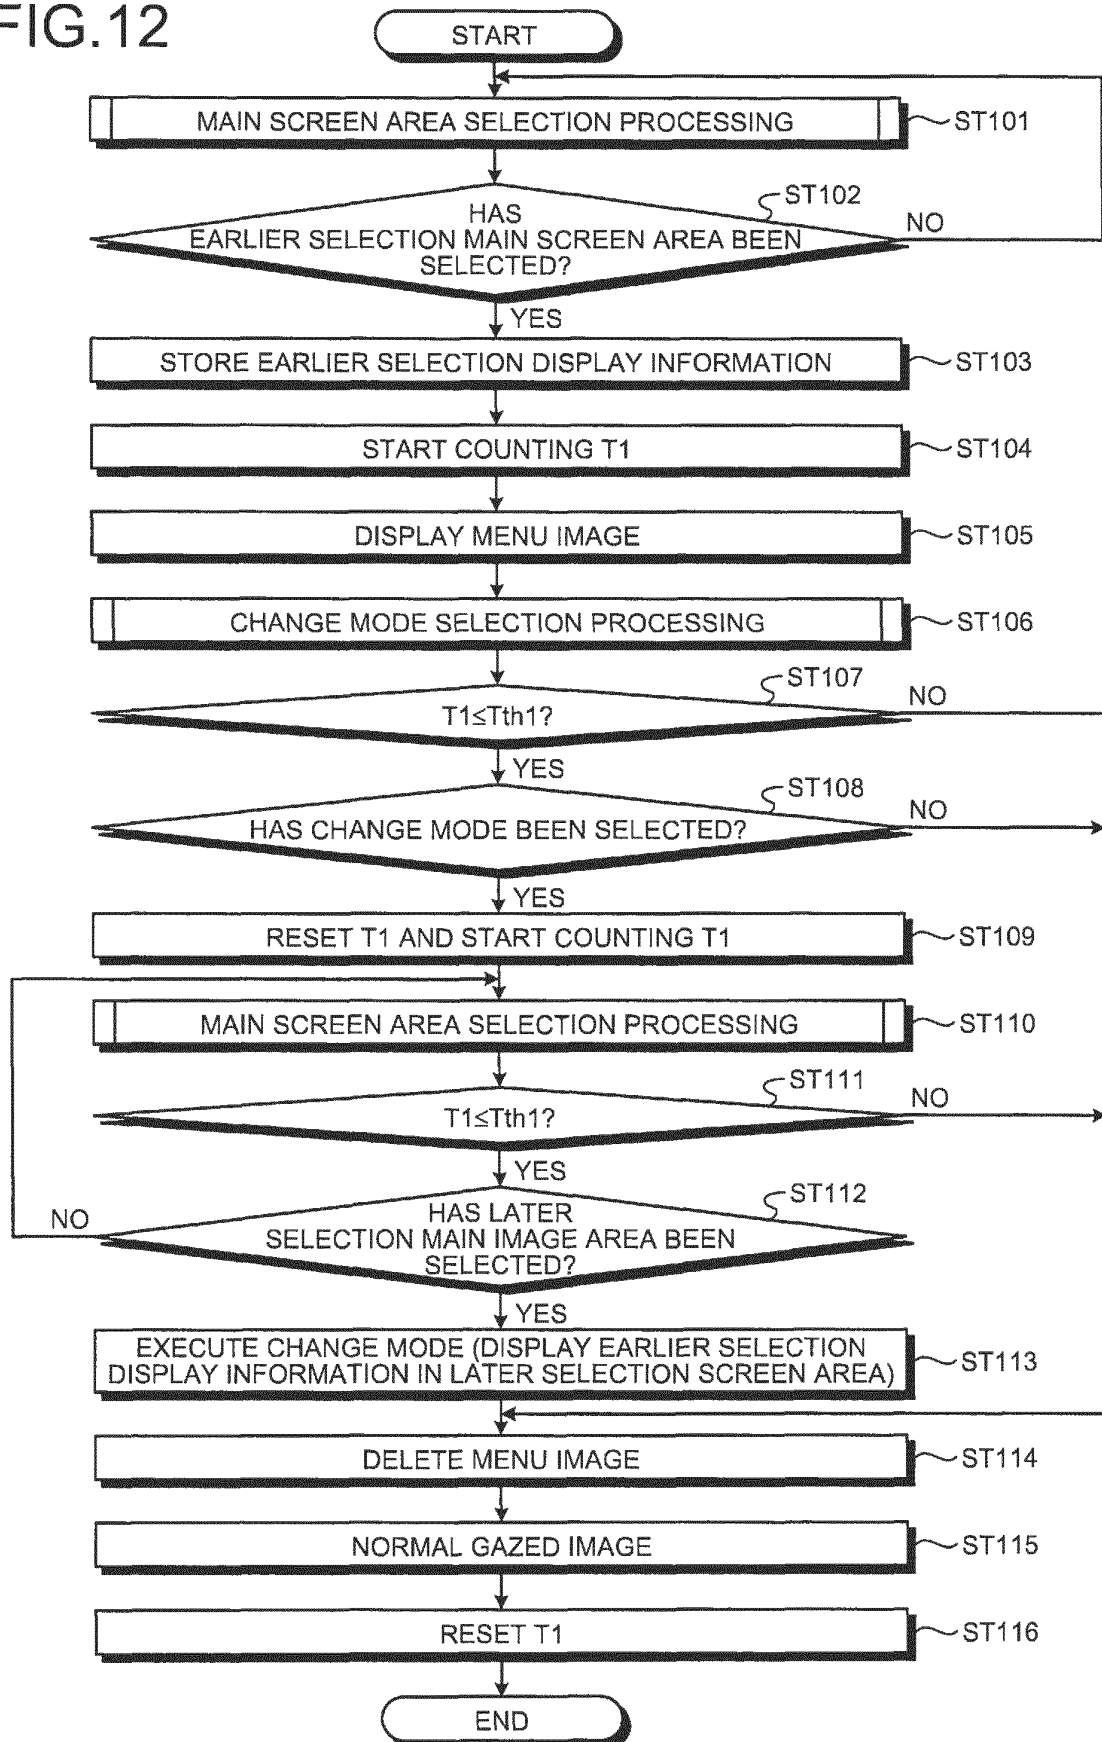 FIG.12
START
MAIN SCREEN AREA SELECTION PROCESSING
ST101
ST102
HAS
EARLIER SELECTION MAIN SCREEN AREA BEEN
SELECTED?
NO
YES
STORE EARLIER SELECTION DISPLAY INFORMATION
ST103
START COUNTING T1
ST104
DISPLAY MENU IMAGE
ST105
CHANGE MODE SELECTION PROCESSING
ST106
ST107
T1≤Tth1?
NO
YES
ST108
HAS CHANGE MODE BEEN SELECTED?
NO
YES
RESET T1 AND START COUNTING T1
ST109
MAIN SCREEN AREA SELECTION PROCESSING
ST110
ST111
T1≤Tth1?
NO
YES
ST112
HAS LATER
SELECTION MAIN IMAGE AREA BEEN
SELECTED?
NO
YES
EXECUTE CHANGE MODE (DISPLAY EARLIER SELECTION
DISPLAY INFORMATION IN LATER SELECTION SCREEN AREA)
ST113
DELETE MENU IMAGE
ST114
NORMAL GAZED IMAGE
ST115
RESET T1
ST116
END